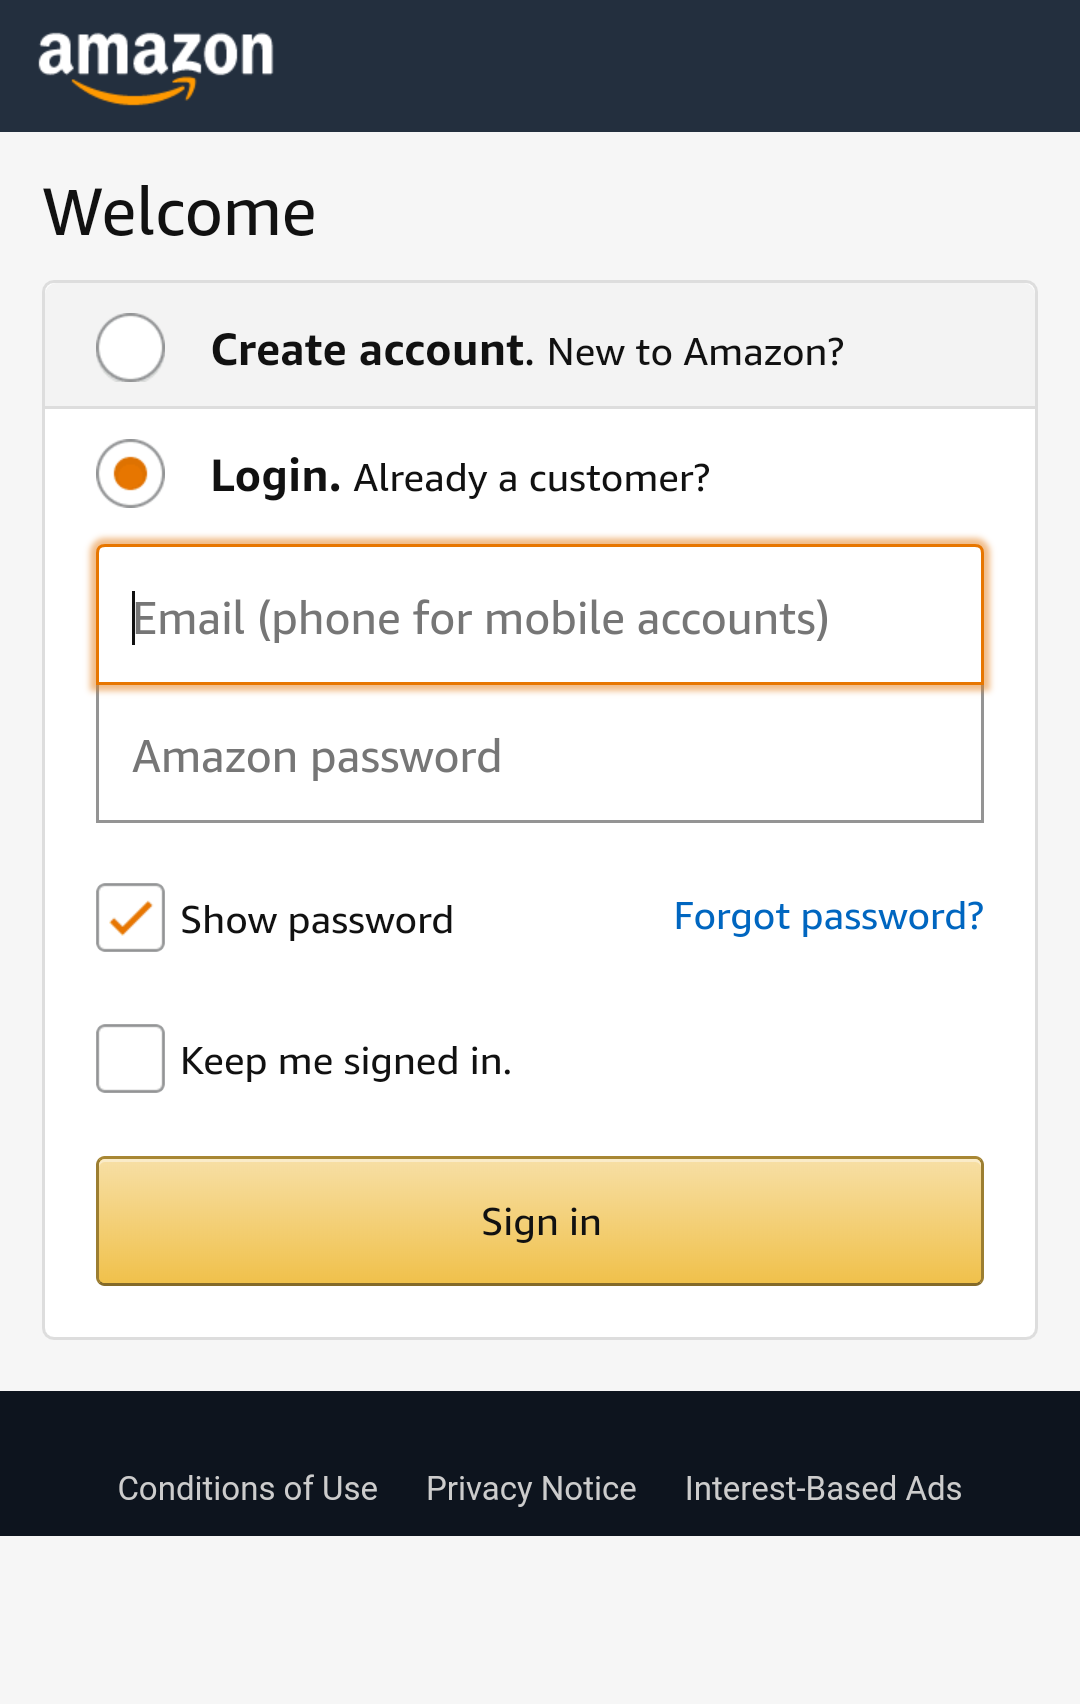 amazon
Welcome
Create account. New to Amazon?
Login. Already a customer?
Email (phone for mobile accounts)
Amazon password
Show password Forgot password?
Keep me signed in.
Sign in
Conditions of Use Privacy Notice Interest-Based Ads